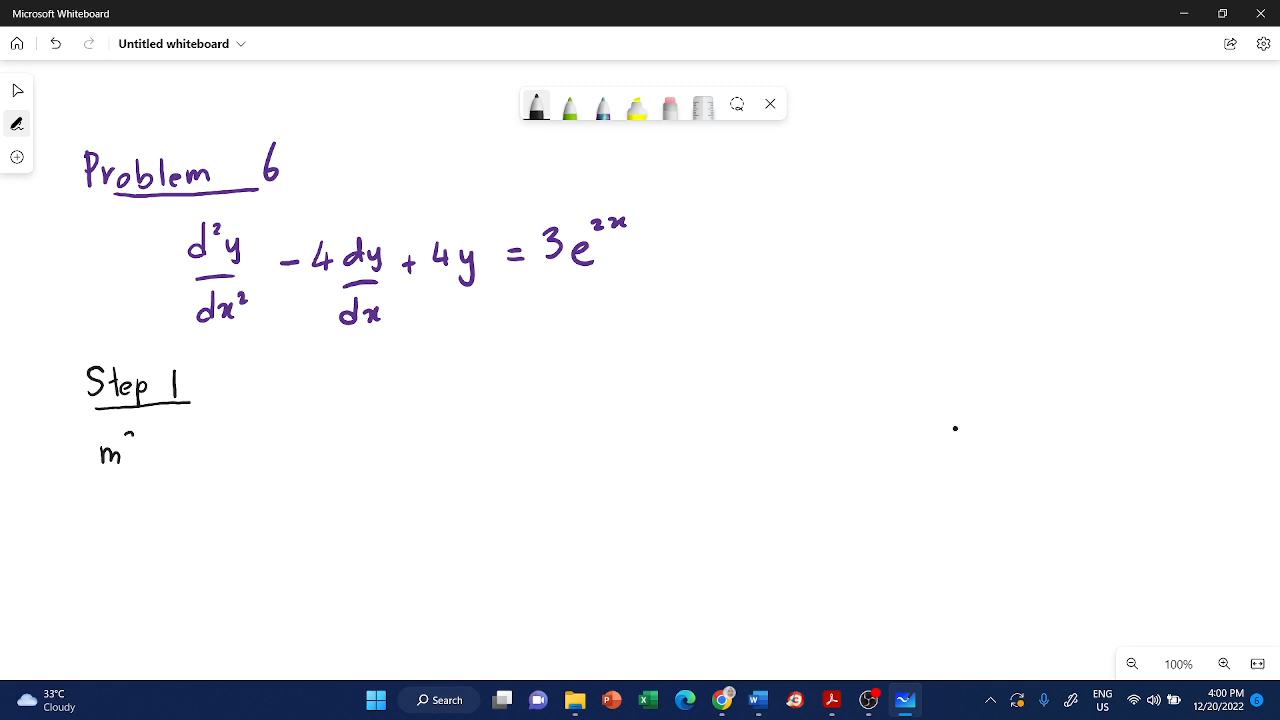 Microsoft Whiteboard
Untitled whiteboard
Problem 6
d²y/dx² - 4 dy/dx + 4y = 3e^2x
Step 1
m
100%
33°C
Cloudy
Search
ENG
US
4:00 PM
12/20/2022